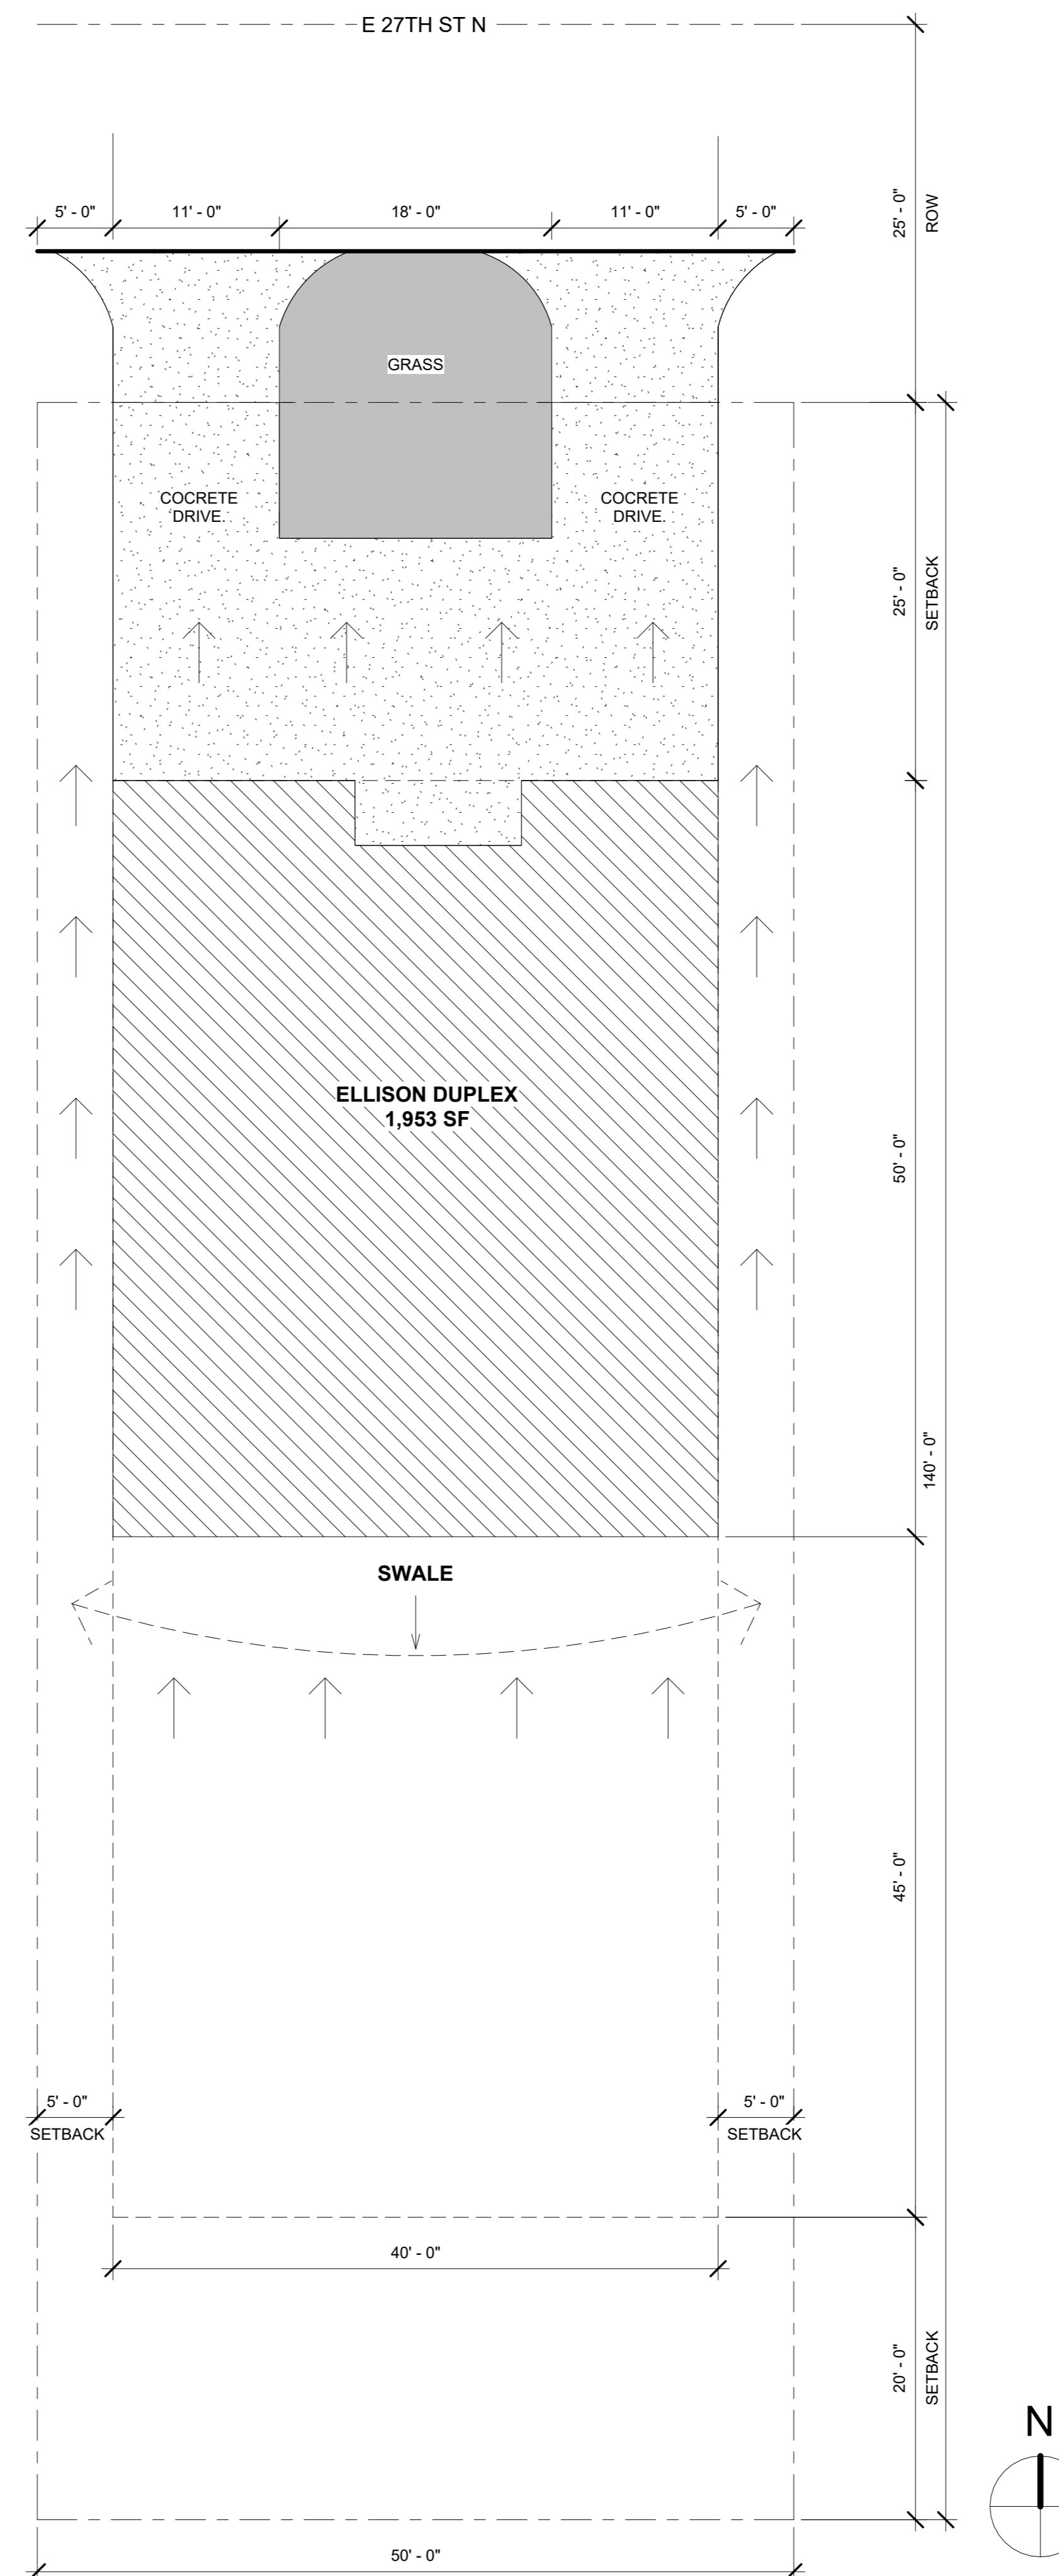 E 27TH ST N
5' - 0"
11' - 0"
18' - 0"
11' - 0"
5' - 0"
25' - 0"
ROW
GRASS
COCRETE
DRIVE.
COCRETE
DRIVE.
25' - 0"
SETBACK
ELLISON DUPLEX
1,953 SF
50' - 0"
140' - 0"
SWALE
45' - 0"
5' - 0"
SETBACK
5' - 0"
SETBACK
40' - 0"
20' - 0"
SETBACK
N
50' - 0"